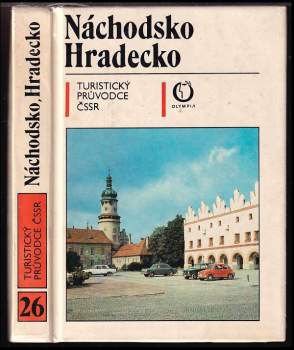 Náchodsko
Hradecko
TURISTICKÝ
PRŮVODCE
ČSSR
OLYMPIA
Náchodsko, Hradecko
TURISTICKÝ
PRŮVODCE ČSSR
26